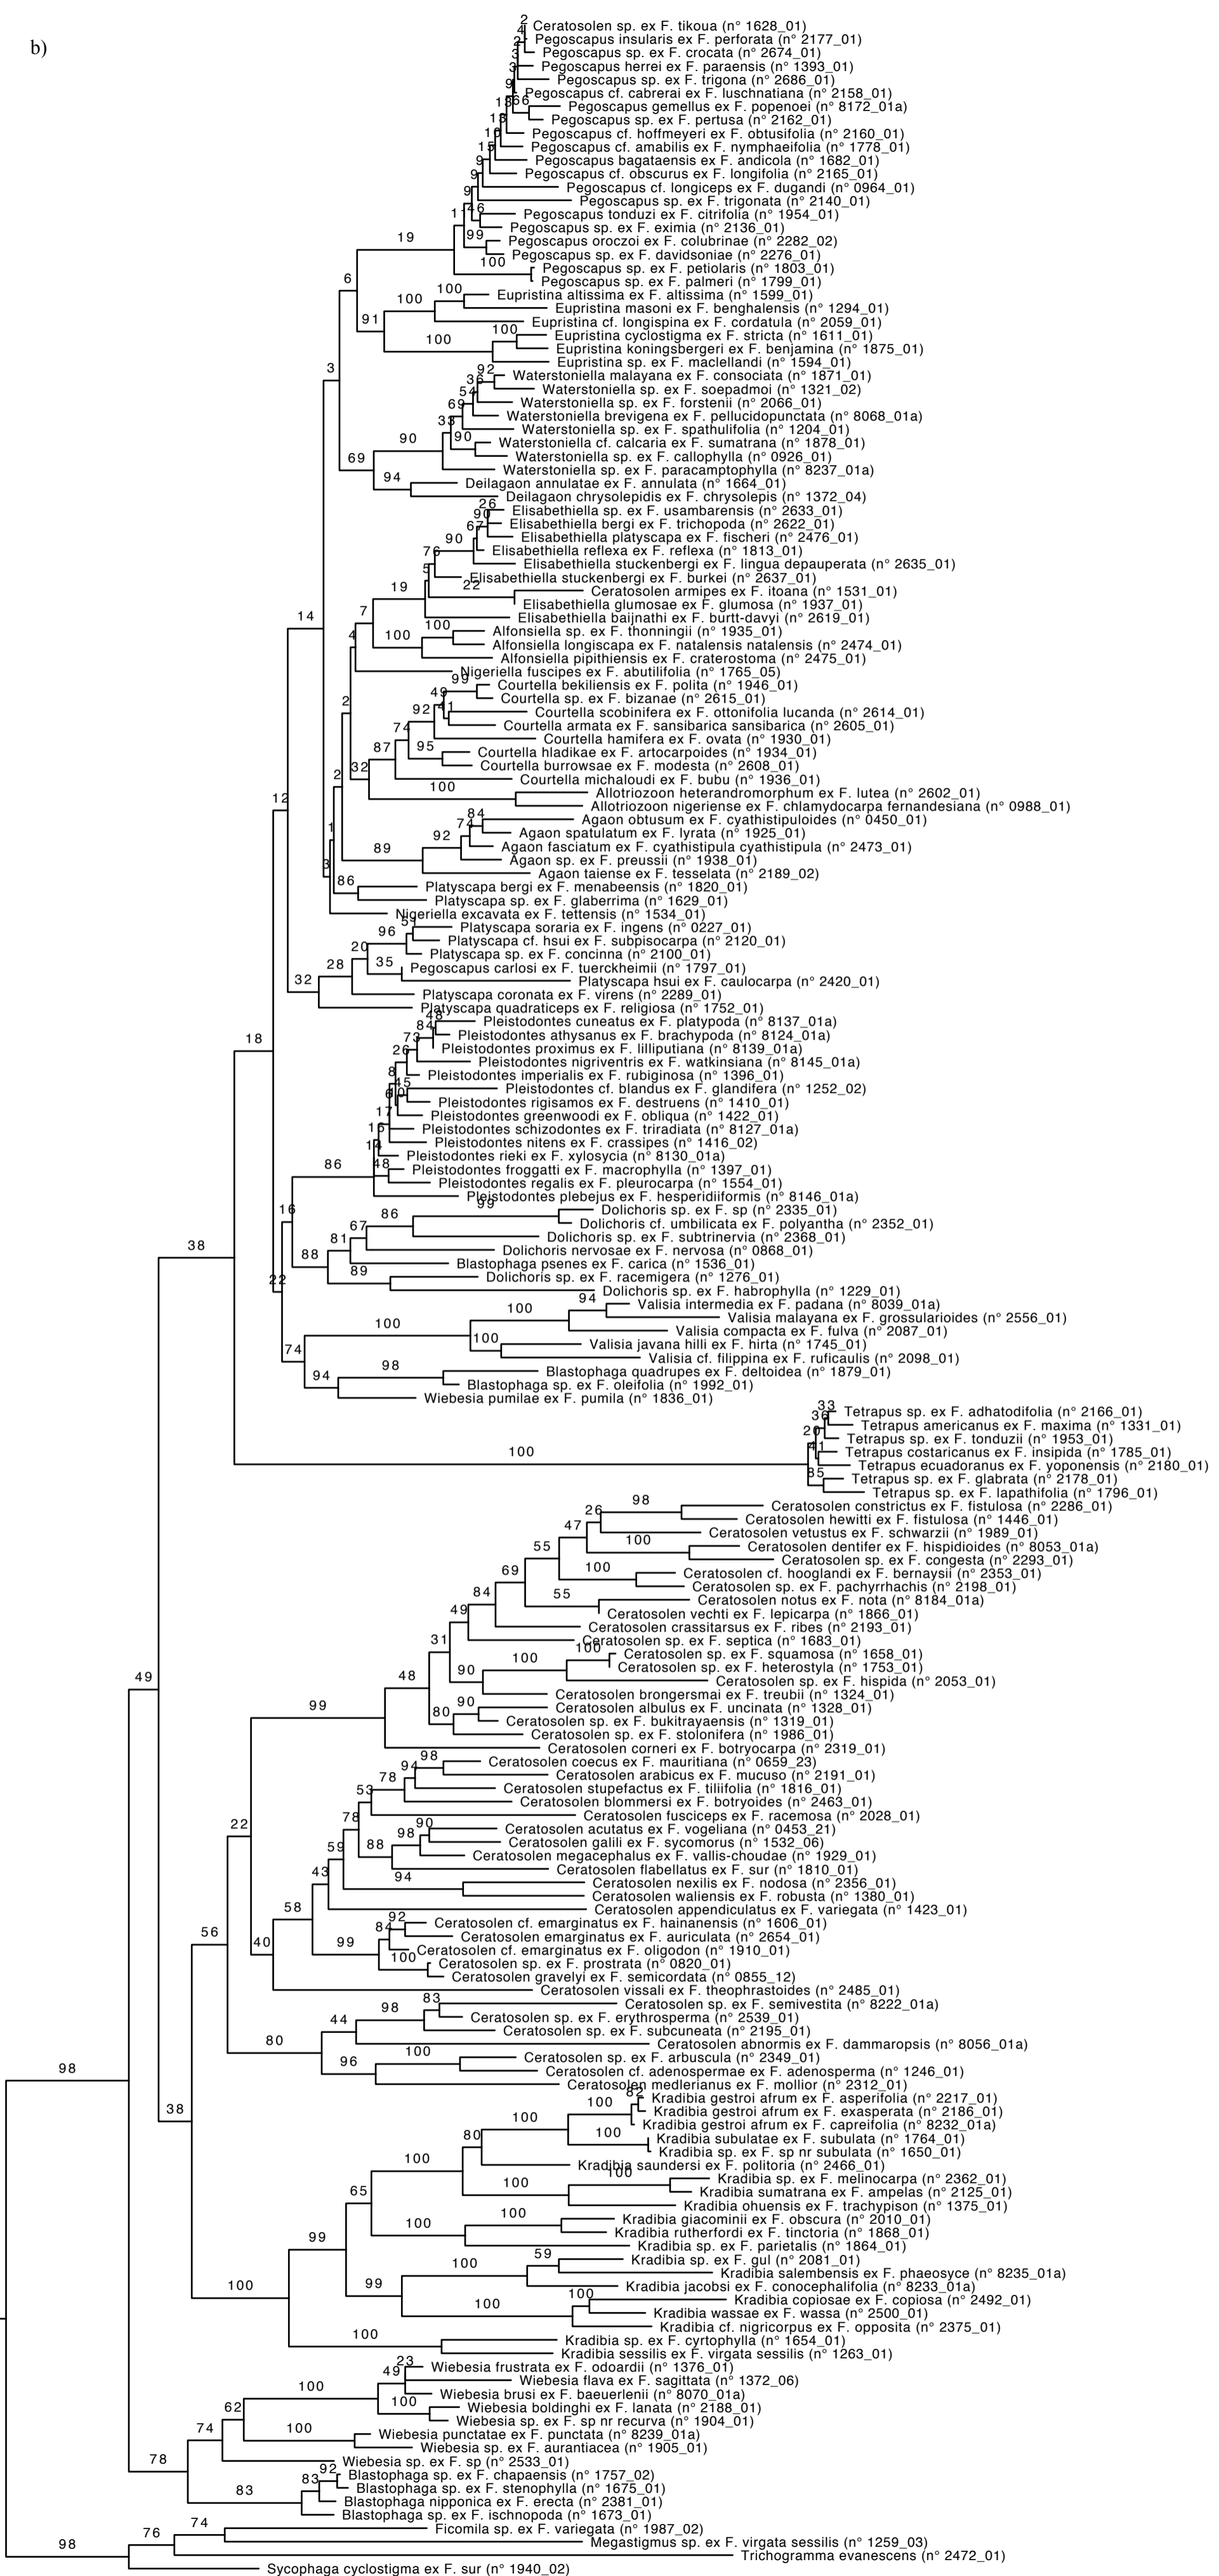 b)
Ceratosolen sp. ex F. tikoua (n° 1628_01)
Pegoscapus insularis ex F. perforata (n° 2177_01)
Pegoscapus sp. ex F. crocata (n° 2674_01)
Pegoscapus herrei ex F. paraensis (n° 1393_01)
Pegoscapus sp. ex F. trigona (n° 2686_01)
Pegoscapus cf. cabrerai ex F. luschnatiana (n° 2158_01)
Pegoscapus gemellus ex F. popenoei (n° 8172_01a)
Pegoscapus sp. ex F. pertusa (n° 2162_01)
Pegoscapus cf. hoffmeyeri ex F. obtusifolia (n° 2160_01)
Pegoscapus cf. amabilis ex F. nymphaeifolia (n° 1778_01)
Pegoscapus bagataensis ex F. andicola (n° 1682_01)
Pegoscapus cf. obscurus ex F. longifolia (n° 2165_01)
Pegoscapus cf. longiceps ex F. dugandi (n° 0964_01)
Pegoscapus sp. ex F. trigonata (n° 2140_01)
Pegoscapus tonduzi ex F. citrifolia (n° 1954_01)
Pegoscapus sp. ex F. eximia (n° 2136_01)
Pegoscapus oroczoi ex F. colubrinae (n° 2282_02)
Pegoscapus sp. ex F. davidsoniae (n° 2276_01)
Pegoscapus sp. ex F. petiolaris (n° 1803_01)
Pegoscapus sp. ex F. palmeri (n° 1799_01)
Eupristina altissima ex F. altissima (n° 1599_01)
Eupristina masoni ex F. benghalensis (n° 1294_01)
Eupristina cf. longispina ex F. cordatula (n° 2059_01)
Eupristina cyclostigma ex F. stricta (n° 1611_01)
Eupristina koningsbergeri ex F. benjamina (n° 1875_01)
Eupristina sp. ex F. maclellandi (n° 1594_01)
Waterstoniella malayana ex F. consociata (n° 1871_01)
Waterstoniella sp. ex F. soepadmoi (n° 1321_02)
Waterstoniella sp. ex F. forstenii (n° 2066_01)
Waterstoniella brevigena ex F. pellucidopunctata (n° 8068_01a)
Waterstoniella sp. ex F. spathulifolia (n° 1204_01)
Waterstoniella cf. calcaria ex F. sumatrana (n° 1878_01)
Waterstoniella sp. ex F. callophylla (n° 0926_01)
Waterstoniella sp. ex F. paracamptophylla (n° 8237_01a)
Deilagaon annulatae ex F. annulata (n° 1664_01)
Deilagaon chrysolepidis ex F. chrysolepis (n° 1372_04)
Elisabethiella sp. ex F. usambarensis (n° 2633_01)
Elisabethiella bergi ex F. trichopoda (n° 2622_01)
Elisabethiella platyscapa ex F. fischeri (n° 2476_01)
Elisabethiella reflexa ex F. reflexa (n° 1813_01)
Elisabethiella stuckenbergi ex F. lingua depauperata (n° 2635_01)
Elisabethiella stuckenbergi ex F. burkei (n° 2637_01)
Ceratosolen armipes ex F. itoana (n° 1531_01)
Elisabethiella glumosae ex F. glumosa (n° 1937_01)
Elisabethiella baijnathi ex F. burtt-davyi (n° 2619_01)
Alfonsiella sp. ex F. thonningii (n° 1935_01)
Alfonsiella longiscapa ex F. natalensis natalensis (n° 2474_01)
Alfonsiella pipithiensis ex F. craterostoma (n° 2475_01)
Nigeriella fuscipes ex F. abutilifolia (n° 1765_05)
Courtella bekiliensis ex F. polita (n° 1946_01)
Courtella sp. ex F. bizanae (n° 2615_01)
Courtella scobinifera ex F. ottonifolia lucanda (n° 2614_01)
Courtella armata ex F. sansibarica sansibarica (n° 2605_01)
Courtella hamifera ex F. ovata (n° 1930_01)
Courtella hladikae ex F. artocarpoides (n° 1934_01)
Courtella burrowsae ex F. modesta (n° 2608_01)
Courtella michaloudi ex F. bubu (n° 1936_01)
Allotriozoon heterandromorphum ex F. lutea (n° 2602_01)
Allotriozoon nigeriense ex F. chlamydocarpa fernandesiana (n° 0988_01)
Agaon obtusum ex F. cyathistipuloides (n° 0450_01)
Agaon spatulatum ex F. lyrata (n° 1925_01)
Agaon fasciatum ex F. cyathistipula cyathistipula (n° 2473_01)
Agaon sp. ex F. preussii (n° 1938_01)
Agaon taiense ex F. tesselata (n° 2189_02)
Platyscapa bergi ex F. menabeensis (n° 1820_01)
Platyscapa sp. ex F. glaberrima (n° 1629_01)
Nigeriella excavata ex F. tettensis (n° 1534_01)
Platyscapa soraria ex F. ingens (n° 0227_01)
Platyscapa cf. hsui ex F. subpisocarpa (n° 2120_01)
Platyscapa sp. ex F. concinna (n° 2100_01)
Pegoscapus carlosi ex F. tuerckheimii (n° 1797_01)
Platyscapa hsui ex F. caulocarpa (n° 2420_01)
Platyscapa coronata ex F. virens (n° 2289_01)
Platyscapa quadraticeps ex F. religiosa (n° 1752_01)
Pleistodontes cuneatus ex F. platypoda (n° 8137_01a)
Pleistodontes athysanus ex F. brachypoda (n° 8124_01a)
Pleistodontes proximus ex F. lilliputiana (n° 8139_01a)
Pleistodontes nigriventris ex F. watkinsiana (n° 8145_01a)
Pleistodontes imperialis ex F. rubiginosa (n° 1396_01)
Pleistodontes cf. blandus ex F. glandifera (n° 1252_02)
Pleistodontes rigisamos ex F. destruens (n° 1410_01)
Pleistodontes greenwoodi ex F. obliqua (n° 1422_01)
Pleistodontes schizodontes ex F. triradiata (n° 8127_01a)
Pleistodontes nitens ex F. crassipes (n° 1416_02)
Pleistodontes rieki ex F. xylosycia (n° 8130_01a)
Pleistodontes froggatti ex F. macrophylla (n° 1397_01)
Pleistodontes regalis ex F. pleurocarpa (n° 1554_01)
Pleistodontes plebejus ex F. hesperidiiformis (n° 8146_01a)
Dolichoris sp. ex F. sp (n° 2335_01)
Dolichoris cf. umbilicata ex F. polyantha (n° 2352_01)
Dolichoris sp. ex F. subtrinervia (n° 2368_01)
Dolichoris nervosae ex F. nervosa (n° 0868_01)
Blastophaga psenes ex F. carica (n° 1536_01)
Dolichoris sp. ex F. racemigera (n° 1276_01)
Dolichoris sp. ex F. habrophylla (n° 1229_01)
Valisia intermedia ex F. padana (n° 8039_01a)
Valisia malayana ex F. grossularioides (n° 2556_01)
Valisia compacta ex F. fulva (n° 2087_01)
Valisia javana hilli ex F. hirta (n° 1745_01)
Valisia cf. filippina ex F. ruficaulis (n° 2098_01)
Blastophaga quadrupes ex F. deltoidea (n° 1879_01)
Blastophaga sp. ex F. oleifolia (n° 1992_01)
Wiebesia pumilae ex F. pumila (n° 1836_01)
Tetrapus sp. ex F. adhatodifolia (n° 2166_01)
Tetrapus americanus ex F. maxima (n° 1331_01)
Tetrapus sp. ex F. tonduzii (n° 1953_01)
Tetrapus costaricanus ex F. insipida (n° 1785_01)
Tetrapus ecuadoranus ex F. yoponensis (n° 2180_01)
Tetrapus sp. ex F. glabrata (n° 2178_01)
Tetrapus sp. ex F. lapathifolia (n° 1796_01)
Ceratosolen constrictus ex F. fistulosa (n° 2286_01)
Ceratosolen hewitti ex F. fistulosa (n° 1446_01)
Ceratosolen vetustus ex F. schwarzii (n° 1989_01)
Ceratosolen dentifer ex F. hispidioides (n° 8053_01a)
Ceratosolen sp. ex F. congesta (n° 2293_01)
Ceratosolen cf. hooglandi ex F. bernaysii (n° 2353_01)
Ceratosolen sp. ex F. pachyrrhachis (n° 2198_01)
Ceratosolen notus ex F. nota (n° 8184_01a)
Ceratosolen vechti ex F. lepicarpa (n° 1866_01)
Ceratosolen crassitarsus ex F. ribes (n° 2193_01)
Ceratosolen sp. ex F. septica (n° 1683_01)
Ceratosolen sp. ex F. squamosa (n° 1658_01)
Ceratosolen sp. ex F. heterostyla (n° 1753_01)
Ceratosolen sp. ex F. hispida (n° 2053_01)
Ceratosolen brongersmai ex F. treubii (n° 1324_01)
Ceratosolen albulus ex F. uncinata (n° 1328_01)
Ceratosolen sp. ex F. bukitrayaensis (n° 1319_01)
Ceratosolen sp. ex F. stolonifera (n° 1986_01)
Ceratosolen corneri ex F. botryocarpa (n° 2319_01)
Ceratosolen coecus ex F. mauritiana (n° 0659_23)
Ceratosolen arabicus ex F. mucuso (n° 2191_01)
Ceratosolen stupefactus ex F. tiliifolia (n° 1816_01)
Ceratosolen blommersi ex F. botryoides (n° 2463_01)
Ceratosolen fusciceps ex F. racemosa (n° 2028_01)
Ceratosolen acutatus ex F. vogeliana (n° 0453_21)
Ceratosolen galili ex F. sycomorus (n° 1532_06)
Ceratosolen megacephalus ex F. vallis-choudae (n° 1929_01)
Ceratosolen flabellatus ex F. sur (n° 1810_01)
Ceratosolen nexilis ex F. nodosa (n° 2356_01)
Ceratosolen waliensis ex F. robusta (n° 1380_01)
Ceratosolen appendiculatus ex F. variegata (n° 1423_01)
Ceratosolen cf. emarginatus ex F. hainanensis (n° 1606_01)
Ceratosolen emarginatus ex F. auriculata (n° 2654_01)
Ceratosolen cf. emarginatus ex F. oligodon (n° 1910_01)
Ceratosolen sp. ex F. prostrata (n° 0820_01)
Ceratosolen gravelyi ex F. semicordata (n° 0855_12)
Ceratosolen vissali ex F. theophrastoides (n° 2485_01)
Ceratosolen sp. ex F. semivestita (n° 8222_01a)
Ceratosolen sp. ex F. erythrosperma (n° 2539_01)
Ceratosolen sp. ex F. subcuneata (n° 2195_01)
Ceratosolen abnormis ex F. dammaropsis (n° 8056_01a)
Ceratosolen sp. ex F. arbuscula (n° 2349_01)
Ceratosolen cf. adenospermae ex F. adenosperma (n° 1246_01)
Ceratosolen medlerianus ex F. mollior (n° 2312_01)
Kradibia gestroi afrum ex F. asperifolia (n° 2217_01)
Kradibia gestroi afrum ex F. exasperata (n° 2186_01)
Kradibia gestroi afrum ex F. capreifolia (n° 8232_01a)
Kradibia subulatae ex F. subulata (n° 1764_01)
Kradibia sp. ex F. sp nr subulata (n° 1650_01)
Kradibia saundersi ex F. politoria (n° 2466_01)
Kradibia sp. ex F. melinocarpa (n° 2362_01)
Kradibia sumatrana ex F. ampelas (n° 2125_01)
Kradibia ohuensis ex F. trachypison (n° 1375_01)
Kradibia giacominii ex F. obscura (n° 2010_01)
Kradibia rutherfordi ex F. tinctoria (n° 1868_01)
Kradibia sp. ex F. parietalis (n° 1864_01)
Kradibia sp. ex F. gul (n° 2081_01)
Kradibia salembensis ex F. phaeosyce (n° 8235_01a)
Kradibia jacobsi ex F. conocephalifolia (n° 8233_01a)
Kradibia copiosae ex F. copiosa (n° 2492_01)
Kradibia wassae ex F. wassa (n° 2500_01)
Kradibia cf. nigricorpus ex F. opposita (n° 2375_01)
Kradibia sp. ex F. cyrtophylla (n° 1654_01)
Kradibia sessilis ex F. virgata sessilis (n° 1263_01)
Wiebesia frustrata ex F. odoardii (n° 1376_01)
Wiebesia flava ex F. sagittata (n° 1372_06)
Wiebesia brusi ex F. baeuerlenii (n° 8070_01a)
Wiebesia boldinghi ex F. lanata (n° 2188_01)
Wiebesia sp. ex F. sp nr recurva (n° 1904_01)
Wiebesia punctatae ex F. punctata (n° 8239_01a)
Wiebesia sp. ex F. aurantiacea (n° 1905_01)
Wiebesia sp. ex F. sp (n° 2533_01)
Blastophaga sp. ex F. chapaensis (n° 1757_02)
Blastophaga sp. ex F. stenophylla (n° 1675_01)
Blastophaga nipponica ex F. erecta (n° 2381_01)
Blastophaga sp. ex F. ischnopoda (n° 1673_01)
Ficomila sp. ex F. variegata (n° 1987_02)
Megastigmus sp. ex F. virgata sessilis (n° 1259_03)
Trichogramma evanescens (n° 2472_01)
Sycophaga cyclostigma ex F. sur (n° 1940_02)